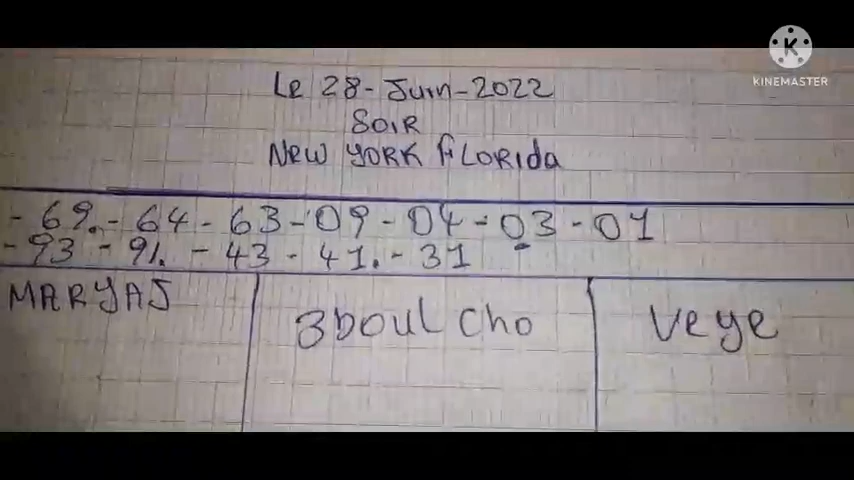 KINEMASTER
Le 28-Juin-2022
SOIR
NEW YORK FLORIda
- 69. - 64 - 63 - 09 - 04 - 03 - 01
- 93 - 91. - 43 - 41. - 31
MARYAJ
3boul cho
veye